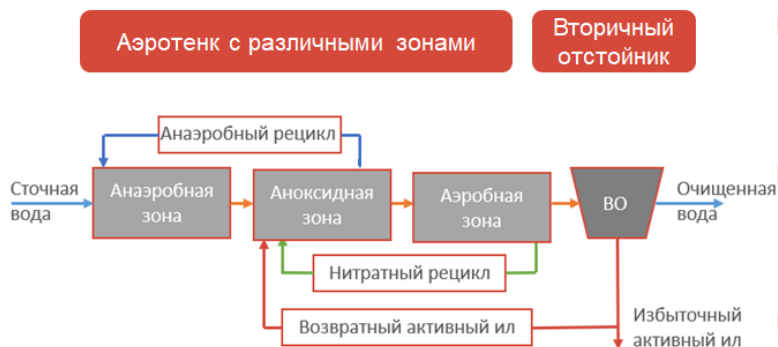 Аэротенк с различными зонами
Вторичный
отстойник
Анаэробный рецикл
Сточная
вода
Анаэробная
зона
Аноксидная
зона
Аэробная
зона
ВО
Очищенная
вода
Нитратный рецикл
Возвратный активный ил
Избыточный
активный ил